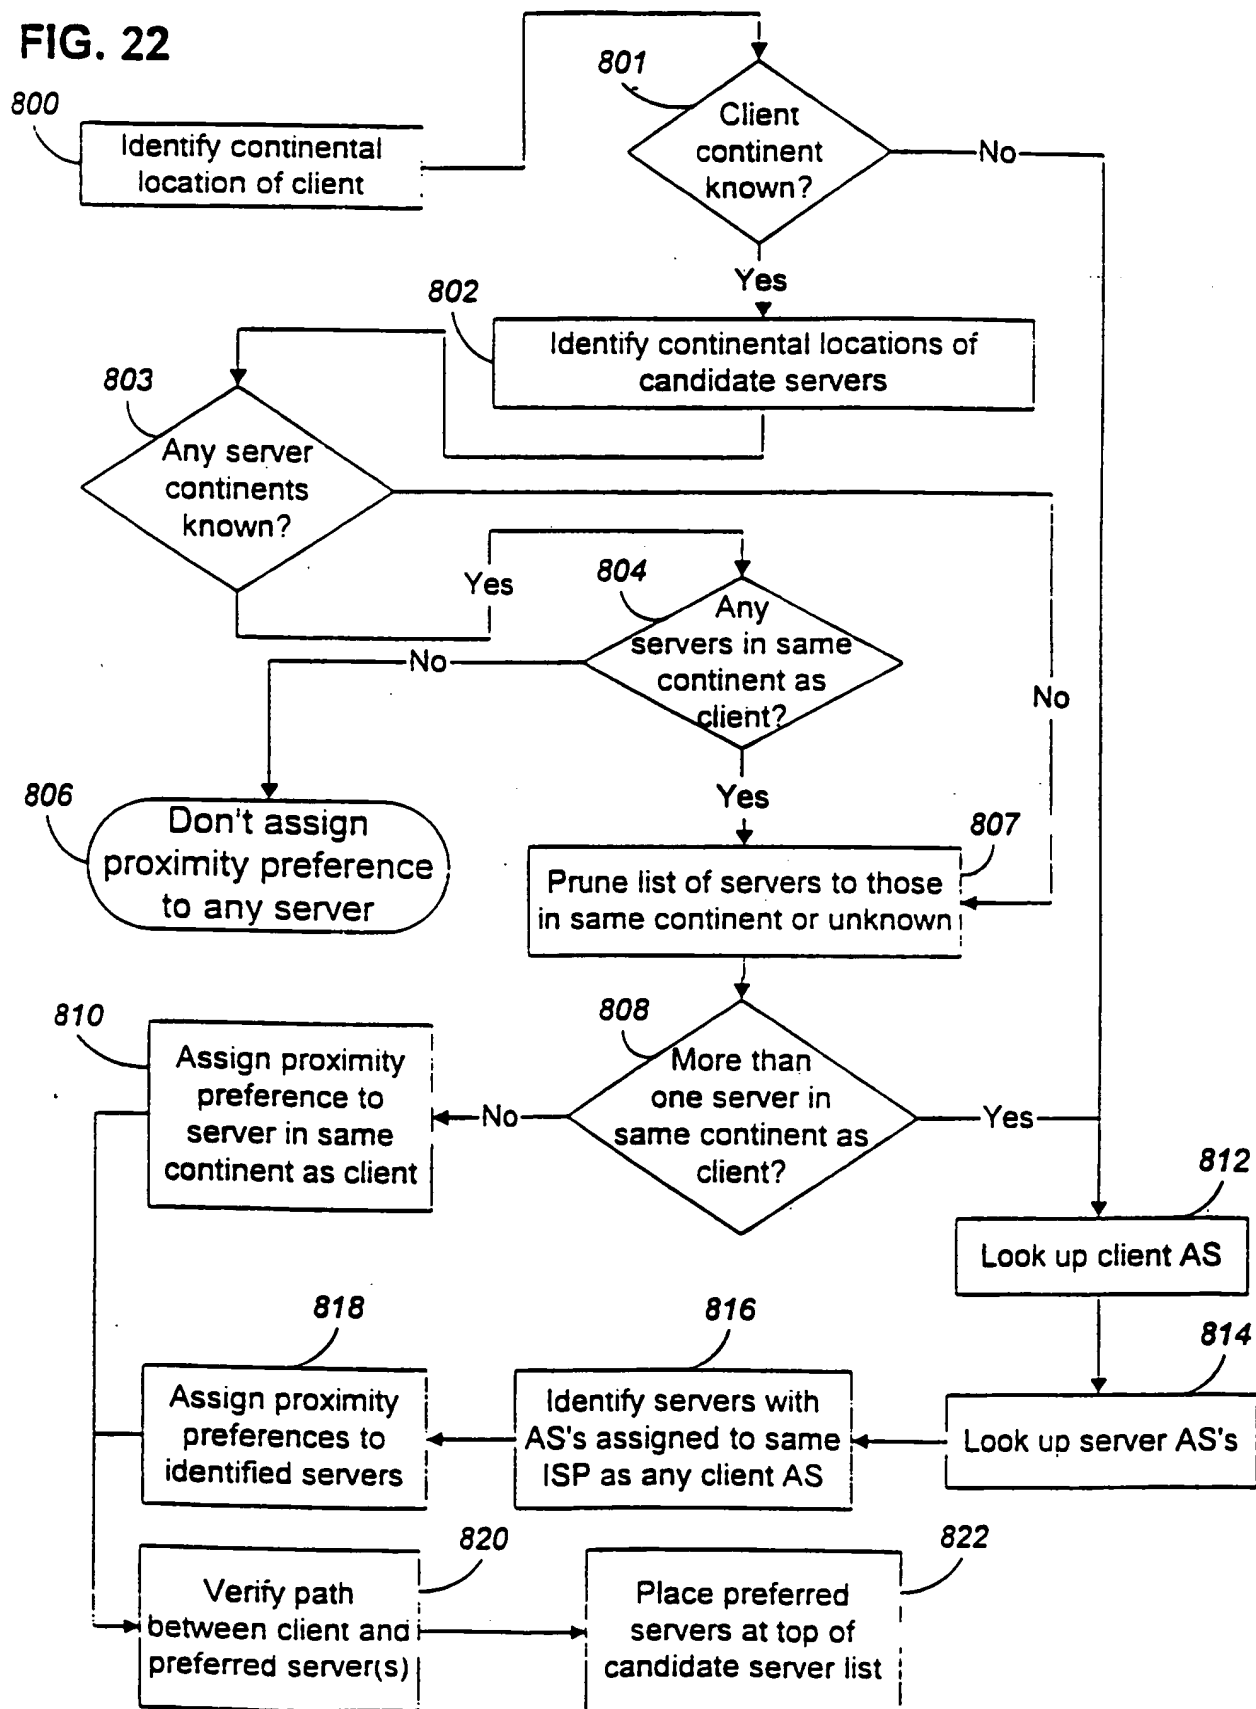 FIG. 22
800
Identify continental
location of client
801
Client
continent
known?
No
Yes
802
Identify continental locations of
candidate servers
803
Any server
continents
known?
Yes
No
804
Any
servers in same
continent as
client?
No
Yes
806
Don't assign
proximity preference
to any server
807
Prune list of servers to those
in same continent or unknown
808
More than
one server in
same continent as
client?
No
Yes
810
Assign proximity
preference to
server in same
continent as client
812
Look up client AS
814
Look up server AS's
816
Identify servers with
AS's assigned to same
ISP as any client AS
818
Assign proximity
preferences to
identified servers
820
Verify path
between client and
preferred server(s)
822
Place preferred
servers at top of
candidate server list